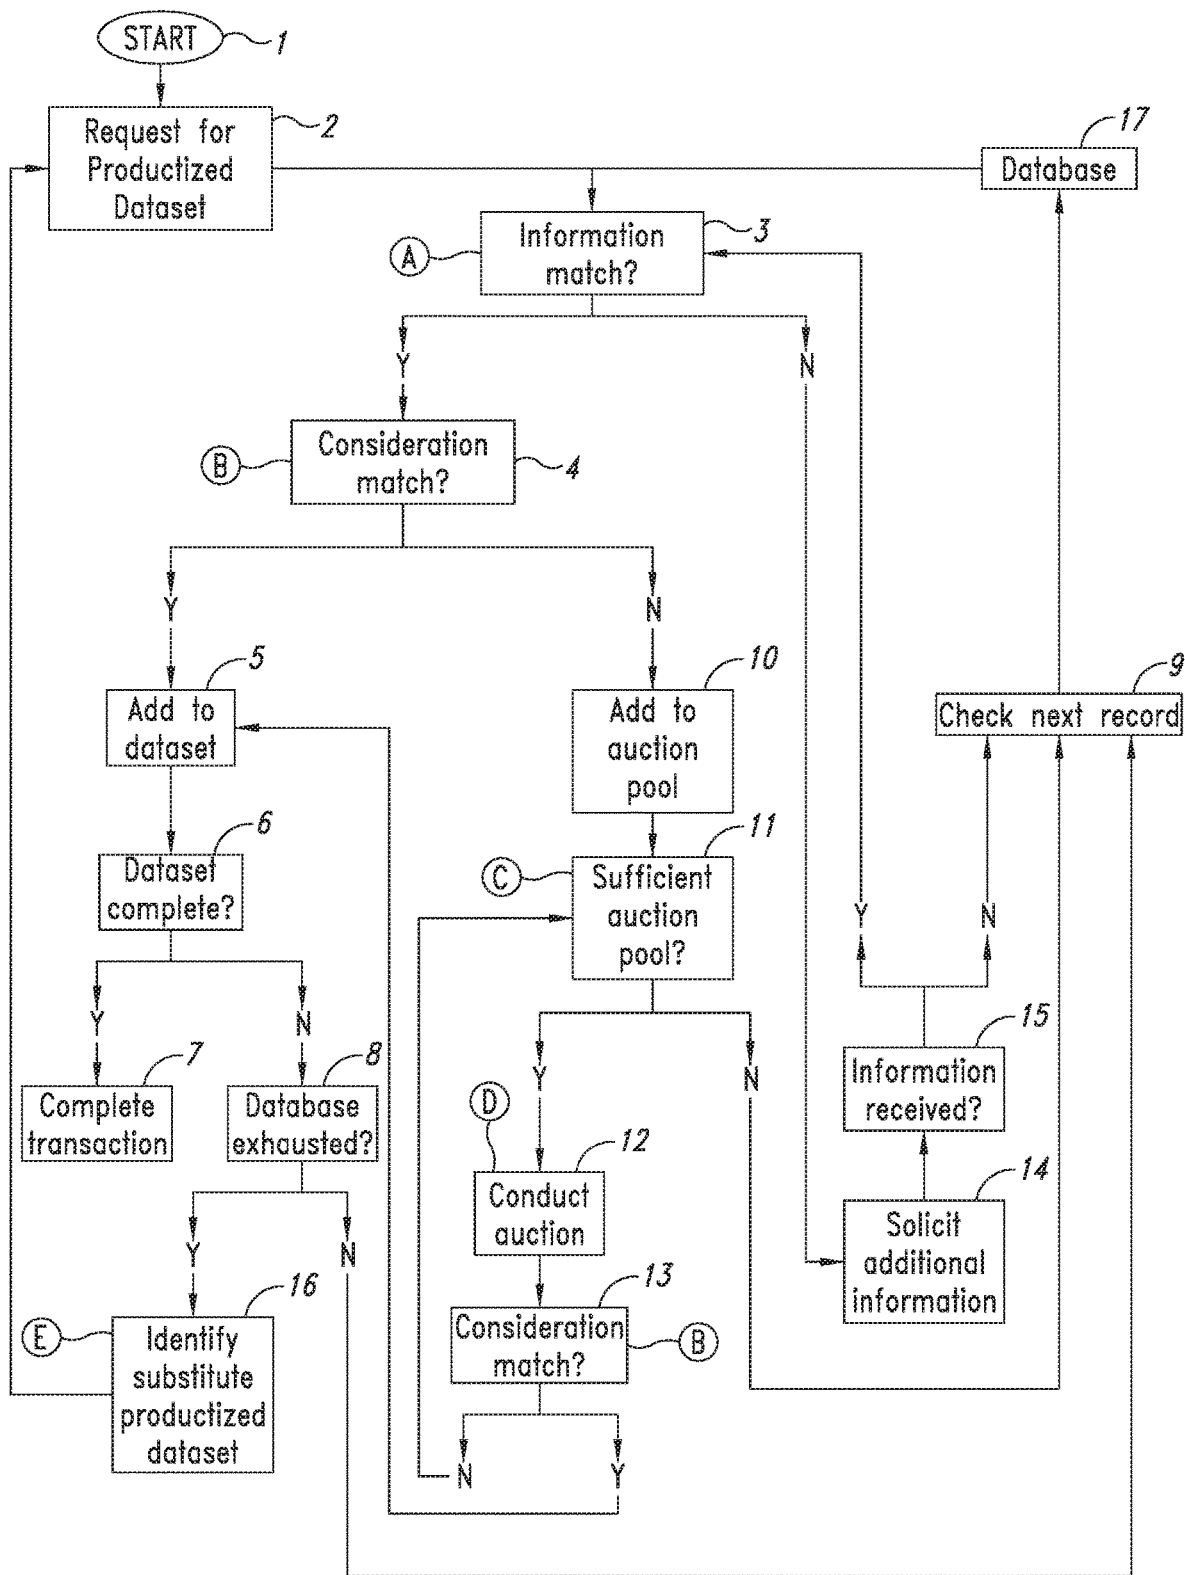 START
1
Request for
Productized
Dataset
2
Database
17
Information
match?
3
A
Y
N
Consideration
match?
4
B
Y
N
Add to
dataset
5
Add to
auction
pool
10
Check next record
9
Dataset
complete?
6
Sufficient
auction
pool?
11
C
Y
N
Y
N
Y
N
Complete
transaction
7
Database
exhausted?
8
D
Conduct
auction
12
Information
received?
15
Solicit
additional
information
14
Y
N
Identify
substitute
productized
dataset
16
E
Consideration
match?
13
B
N
Y